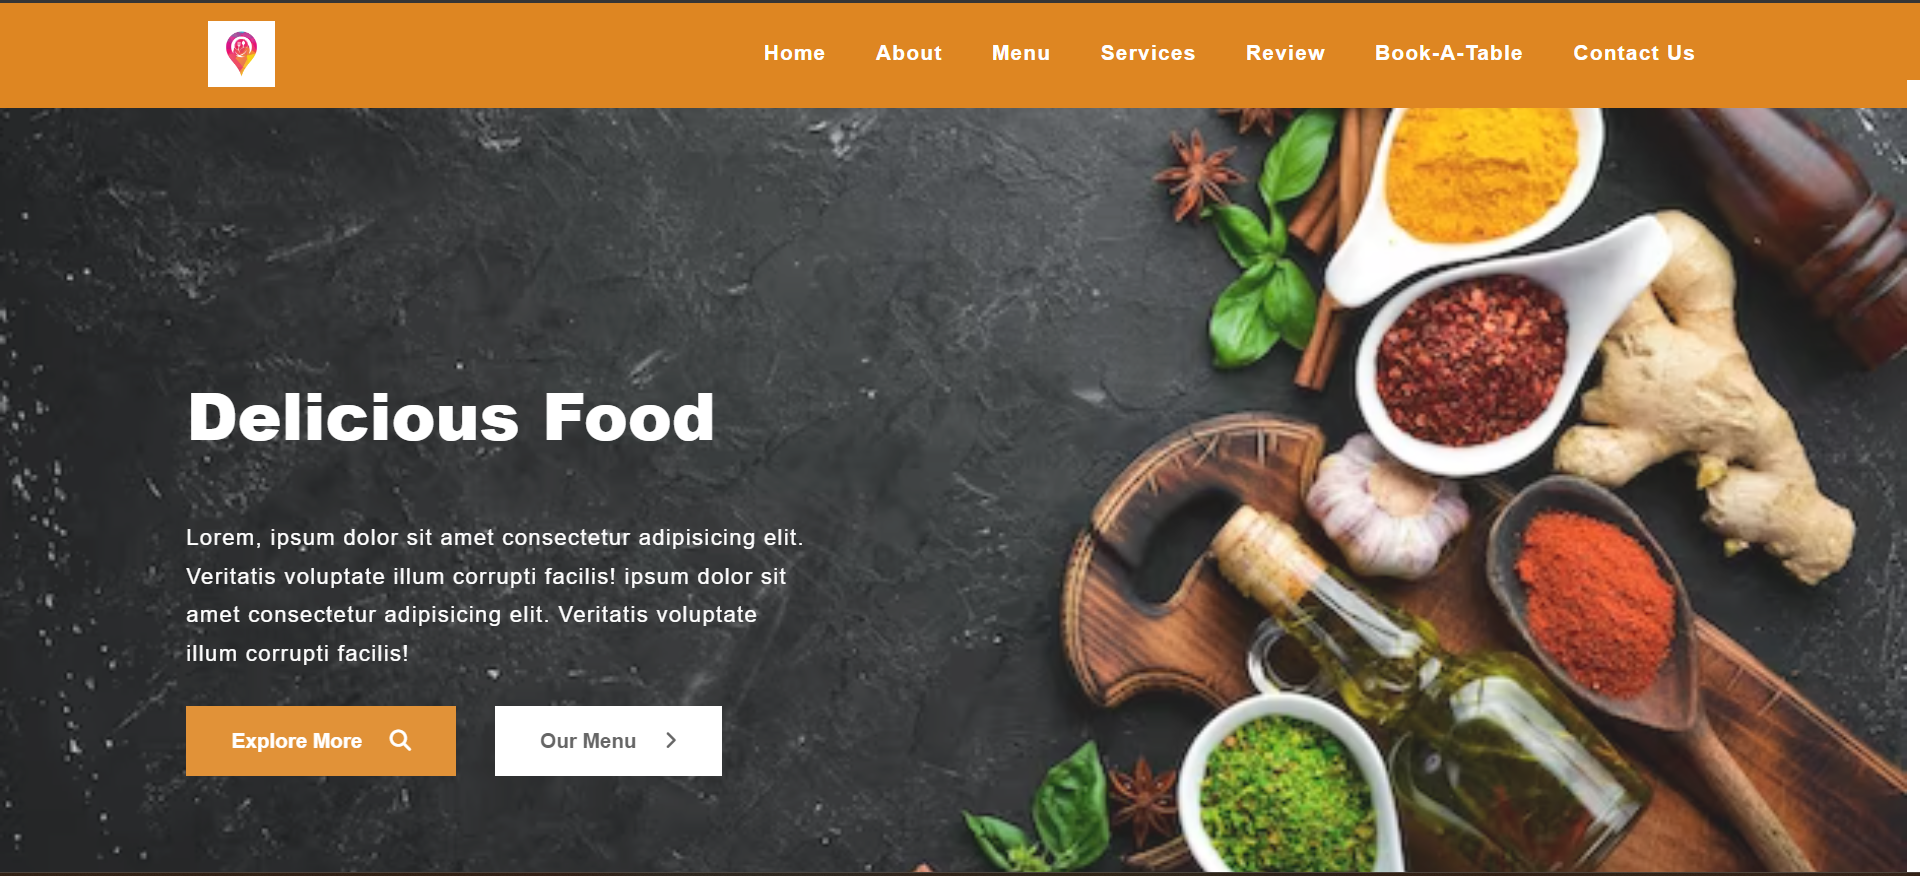 Home About Menu Services Review Book-A-Table Contact Us
Delicious Food
Lorem, ipsum dolor sit amet consectetur adipisicing elit.
Veritatis voluptate illum corrupti facilis! ipsum dolor sit
amet consectetur adipisicing elit. Veritatis voluptate
illum corrupti facilis!
Explore More Our Menu